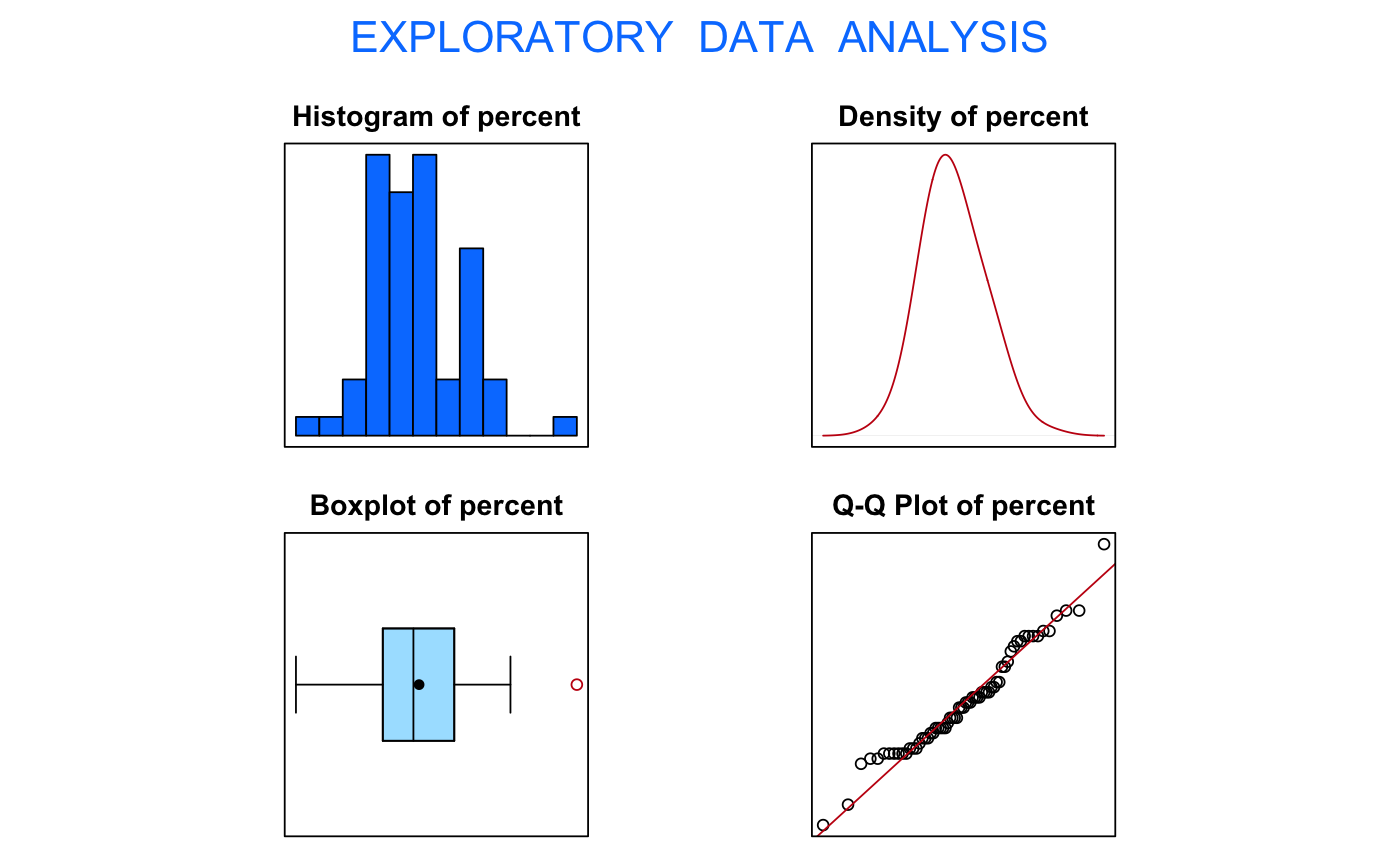 EXPLORATORY DATA ANALYSIS
Histogram of percent
Density of percent
Boxplot of percent
Q-Q Plot of percent